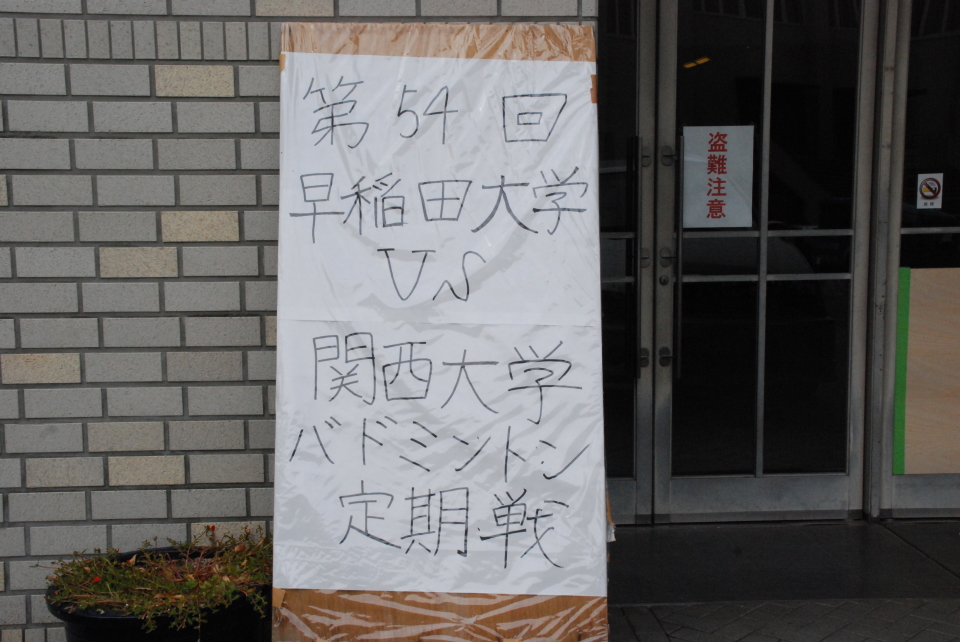 第54回
早稲田大学
VS
関西大学
バドミントン
定期戦
盗難注意